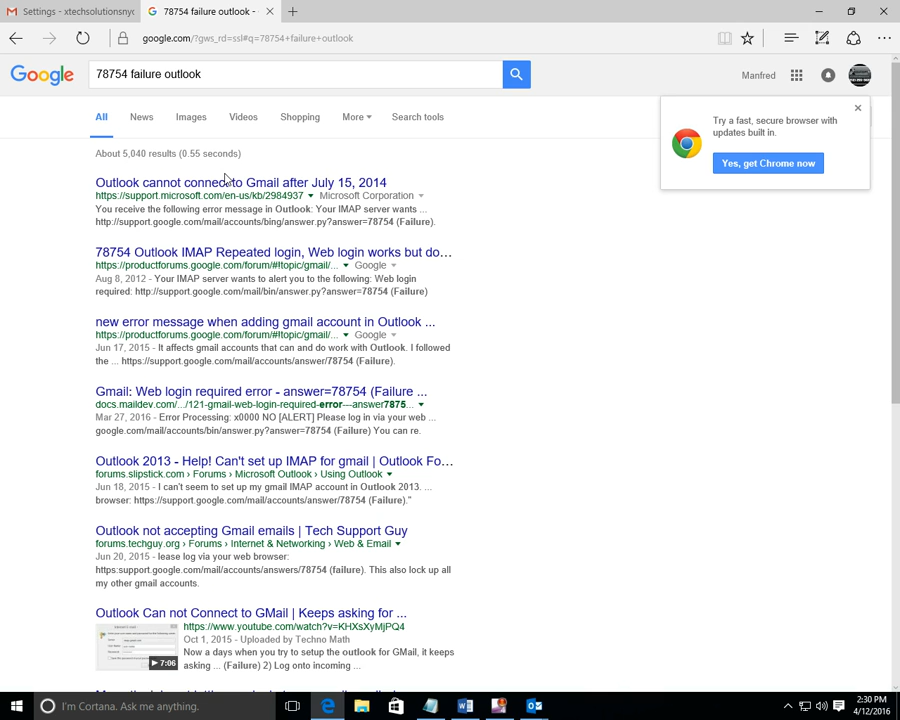 Settings - xtechsolutionsnyc
78754 failure outlook -
google.com/?gws_rd=ssl#q=78754+failure+outlook
Google
78754 failure outlook
Manfred
All
News
Images
Videos
Shopping
More
Search tools
Try a fast, secure browser with
updates built in.
Yes, get Chrome now
About 5,040 results (0.55 seconds)
Outlook cannot connect to Gmail after July 15, 2014
https://support.microsoft.com/en-us/kb/2984937 Microsoft Corporation
You receive the following error message in Outlook: Your IMAP server wants ...
http://support.google.com/mail/accounts/bing/answer.py?answer=78754 (Failure).
78754 Outlook IMAP Repeated login, Web login works but do…
https://productforums.google.com/forum/#!topic/gmail/... Google
Aug 8, 2012 - Your IMAP server wants to alert you to the following: Web login
required: http://support.google.com/mail/bin/answer.py?answer=78754 (Failure)
new error message when adding gmail account in Outlook ...
https://productforums.google.com/forum/#!topic/gmail/... Google
Jun 17, 2015 - It affects gmail accounts that can and do work with Outlook. I followed
the ... https://support.google.com/mail/accounts/answer/78754 (Failure).
Gmail: Web login required error - answer=78754 (Failure ...
docs.maildev.com/.../121-gmail-web-login-required-error---answer7875...
Mar 27, 2016 - Error Processing: x0000 NO [ALERT] Please log in via your web ...
google.com/mail/accounts/bin/answer.py?answer=78754 (Failure) You can re.
Outlook 2013 - Help! Can't set up IMAP for gmail | Outlook Fo…
forums.slipstick.com › Forums › Microsoft Outlook › Using Outlook
Jun 18, 2015 - I can't seem to set up my gmail IMAP account in Outlook 2013. ...
browser: https://support.google.com/mail/accounts/answer/78754 (Failure)."
Outlook not accepting Gmail emails | Tech Support Guy
forums.techguy.org › Forums › Internet & Networking › Web & Email
Jun 20, 2015 - lease log via your web browser:
https:support.google.com/mail/accounts/answers/78754 (failure). This also lock up all
my other gmail accounts.
Outlook Can not Connect to GMail | Keeps asking for ...
https://www.youtube.com/watch?v=KHXsXyMjPQ4
Oct 1, 2015 - Uploaded by Techno Math
Now a days when you try to setup the outlook for GMail, it keeps
asking ... (Failure) 2) Log onto incoming ...
7:06
I'm Cortana. Ask me anything.
2:30 PM
4/12/2016